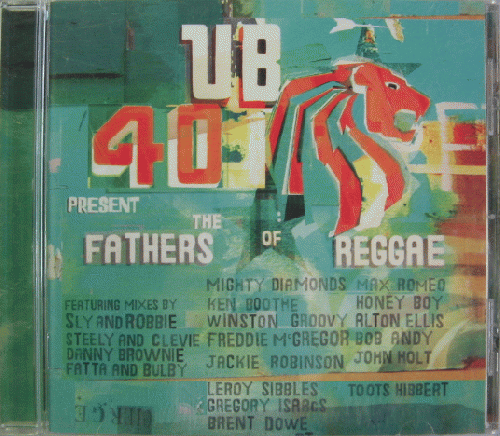 UB
40
PRESENT
THE
FATHERS OF REGGAE
FEATURING MIXES BY
SLY AND ROBBIE
STEELY AND CLEVIE
DANNY BROWNIE
FATTA AND BULBY
MIGHTY DIAMONDS
KEN BOOTHE
WINSTON GROOVY
FREDDIE McGREGOR
JACKIE ROBINSON
LEROY SIBBLES
GREGORY ISAACS
BRENT DOWE
MAX ROMEO
HONEY BOY
ALTON ELLIS
BOB ANDY
JOHN HOLT
TOOTS HIBBERT